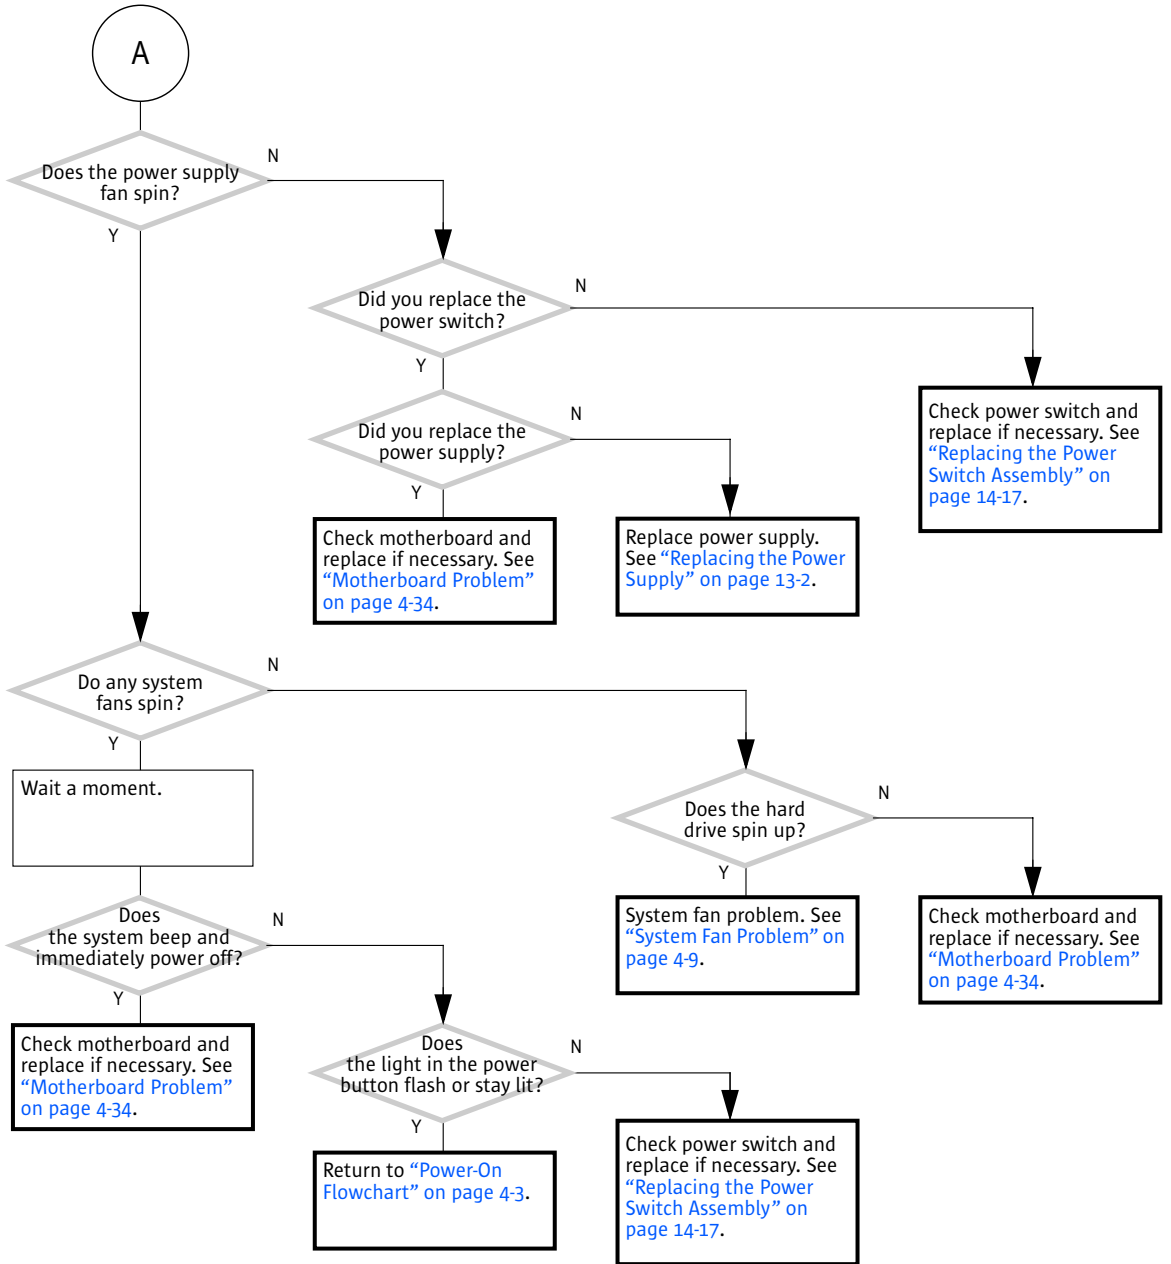 A
Does the power supply
fan spin?
N
Y
Did you replace the
power switch?
N
Y
Check power switch and
replace if necessary. See
“Replacing the Power
Switch Assembly” on
page 14-17.
Did you replace the
power supply?
N
Y
Check motherboard and
replace if necessary. See
“Motherboard Problem”
on page 4-34.
Replace power supply.
See “Replacing the Power
Supply” on page 13-2.
Do any system
fans spin?
N
Y
Wait a moment.
Does the hard
drive spin up?
N
Y
System fan problem. See
“System Fan Problem” on
page 4-9.
Check motherboard and
replace if necessary. See
“Motherboard Problem”
on page 4-34.
Does
the system beep and
immediately power off?
N
Y
Check motherboard and
replace if necessary. See
“Motherboard Problem”
on page 4-34.
Does
the light in the power
button flash or stay lit?
N
Y
Return to “Power-On
Flowchart” on page 4-3.
Check power switch and
replace if necessary. See
“Replacing the Power
Switch Assembly” on
page 14-17.